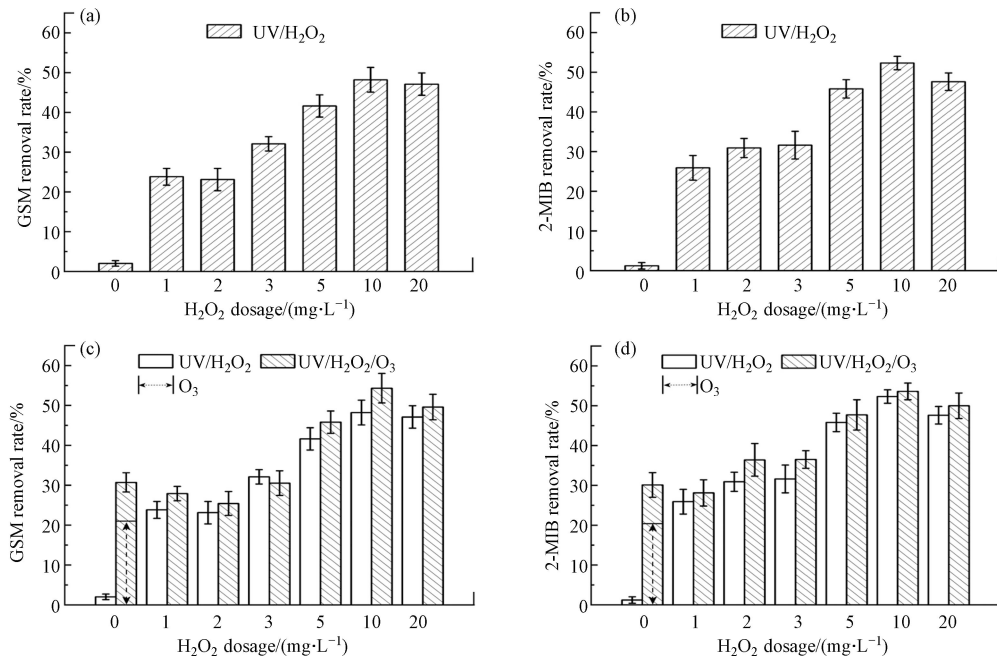 (a)
UV/H₂O₂
GSM removal rate/%
60
50
40
30
20
10
0
0 1 2 3 5 10 20
H₂O₂ dosage/(mg·L⁻¹)
(b)
UV/H₂O₂
2-MIB removal rate/%
60
50
40
30
20
10
0
0 1 2 3 5 10 20
H₂O₂ dosage/(mg·L⁻¹)
(c)
UV/H₂O₂ UV/H₂O₂/O₃
O₃
GSM removal rate/%
60
50
40
30
20
10
0
0 1 2 3 5 10 20
H₂O₂ dosage/(mg·L⁻¹)
(d)
UV/H₂O₂ UV/H₂O₂/O₃
O₃
2-MIB removal rate/%
60
50
40
30
20
10
0
0 1 2 3 5 10 20
H₂O₂ dosage/(mg·L⁻¹)